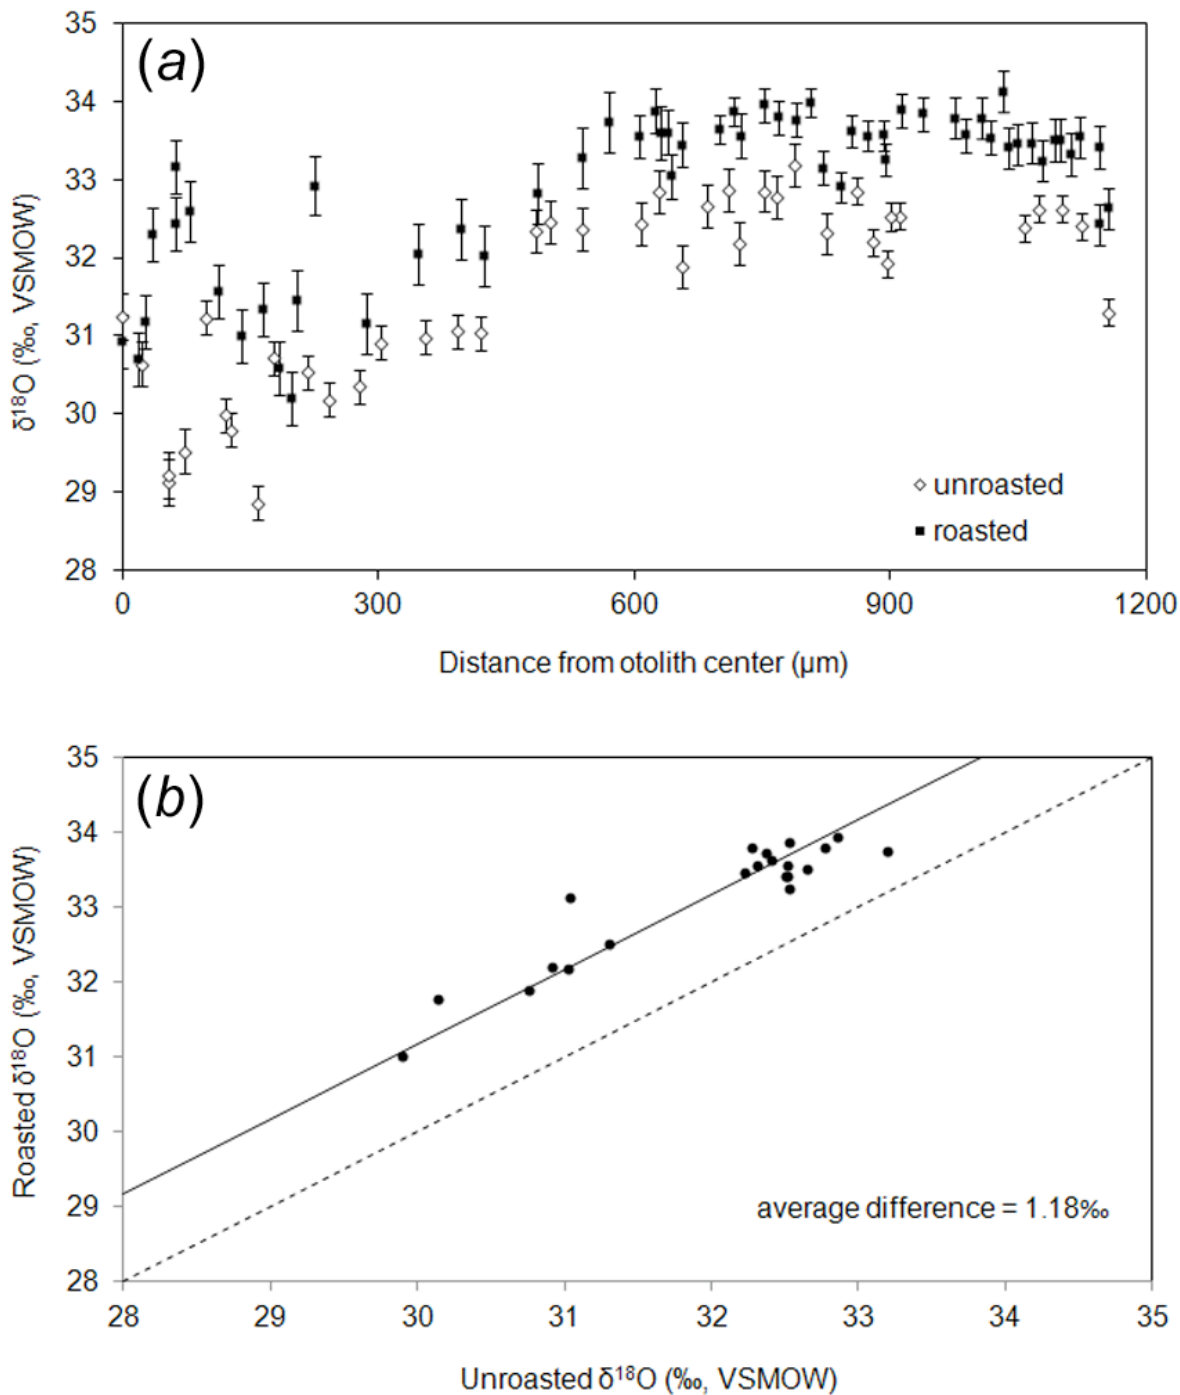 (a)
35
34
33
32
31
30
29
28
δ¹⁸O (‰, VSMOW)
unroasted
roasted
0 300 600 900 1200
Distance from otolith center (µm)
(b)
35
34
33
32
31
30
29
28
Roasted δ¹⁸O (‰, VSMOW)
average difference = 1.18‰
28 29 30 31 32 33 34 35
Unroasted δ¹⁸O (‰, VSMOW)